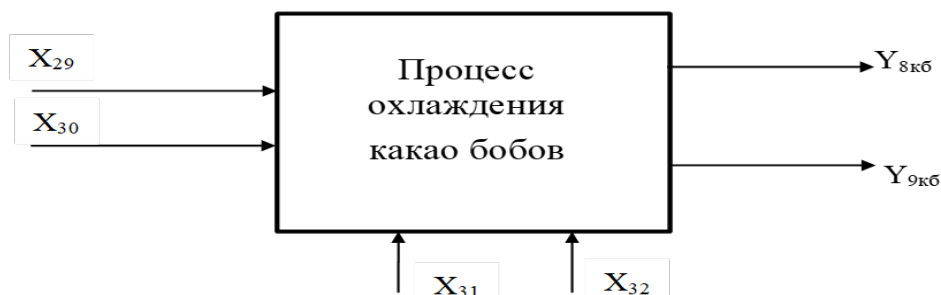 X29
X30
Процесс
охлаждения
какао бобов
Y8кб
Y9кб
X31
X32